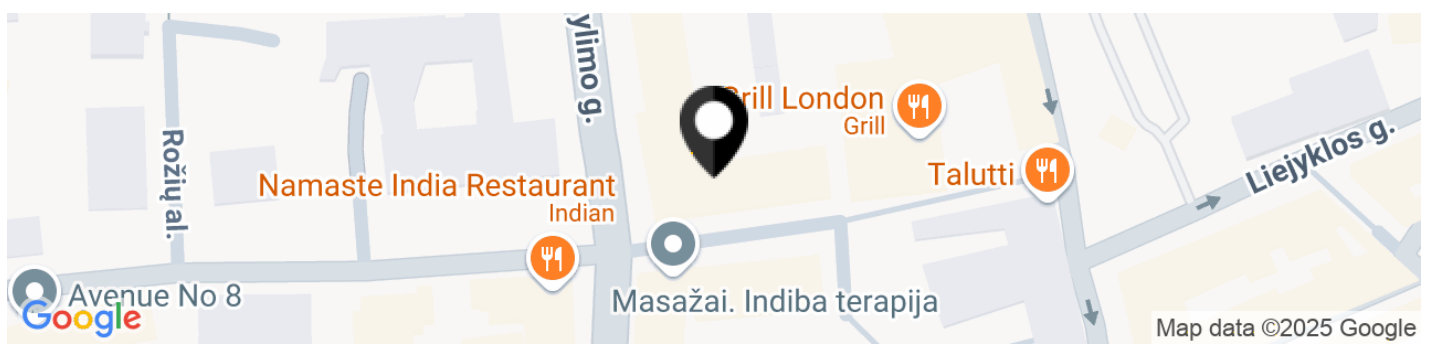 ylimo g.
rill London
Grill
Rožių al.
Namaste India Restaurant
Indian
Talutti
Liejyklos g.
Avenue No 8
Masažai. Indiba terapija
Google
Map data ©2025 Google